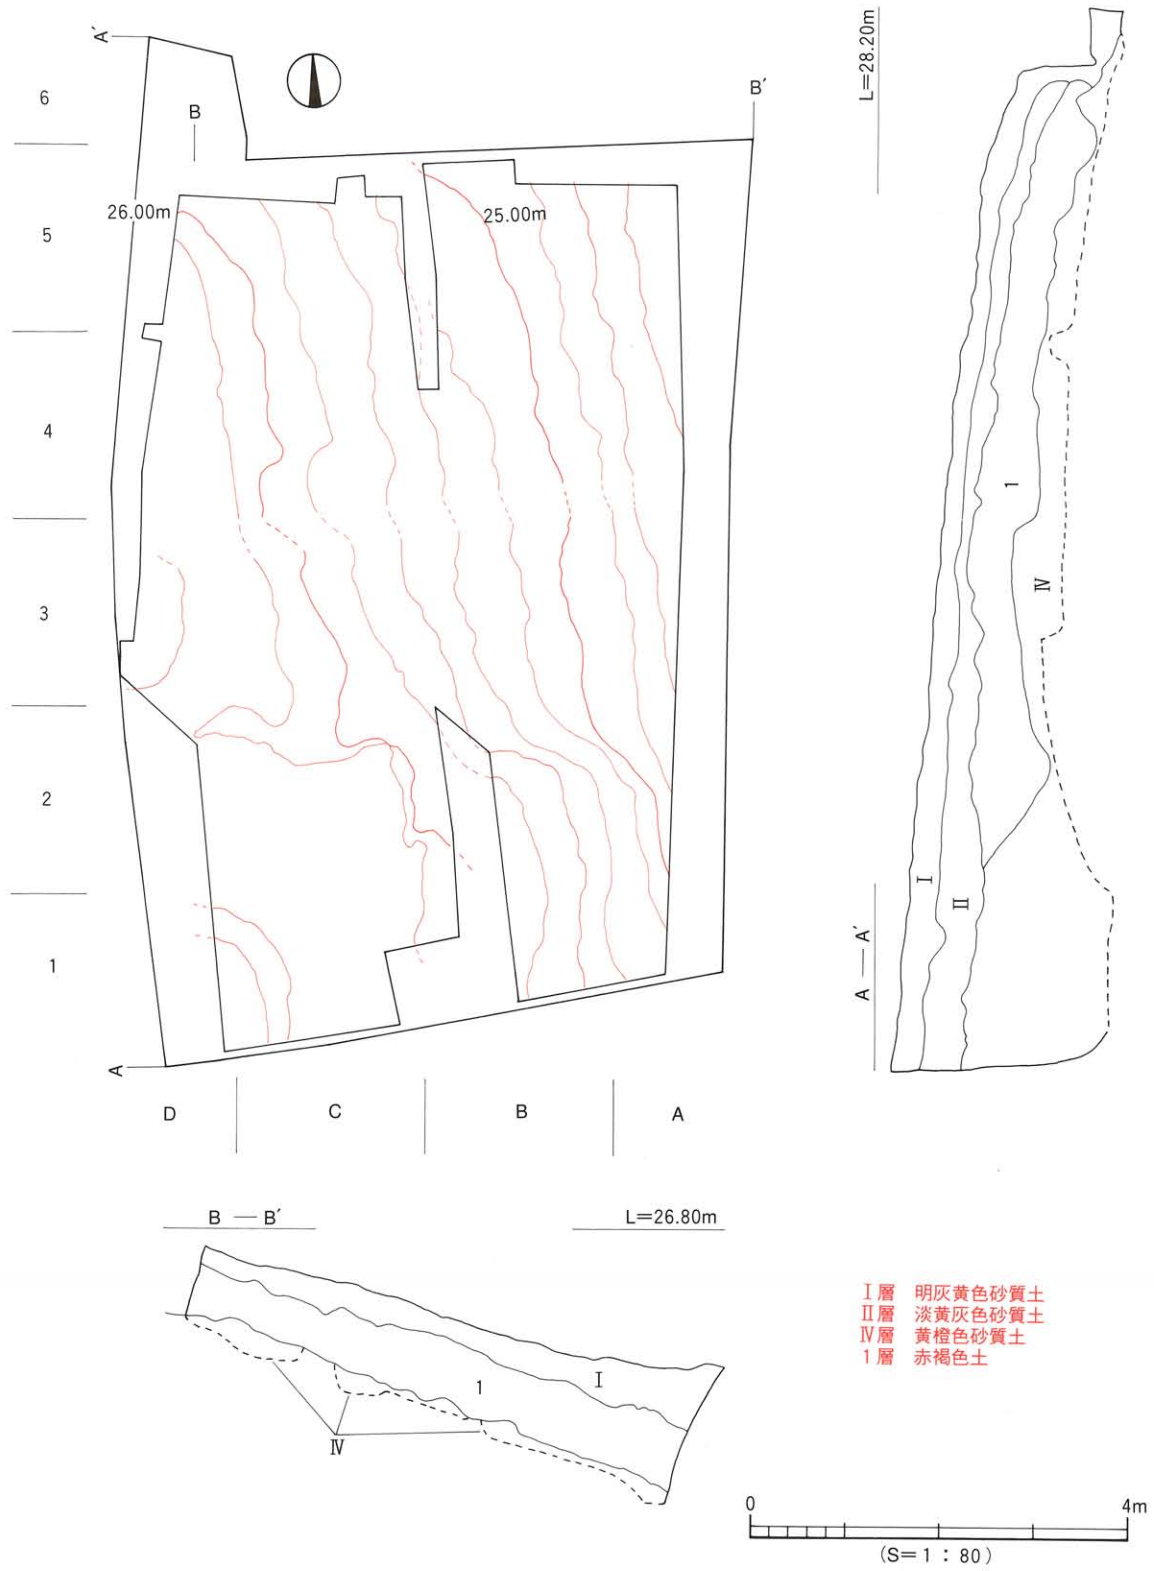 A′
6
B
B′
L=28.20m
26.00m
25.00m
5
4
1
3
Ⅳ
2
Ⅰ
Ⅱ
1
A — A′
A
D
C
B
A
B — B′
L=26.80m
Ⅰ
1
Ⅳ
Ⅰ層 明灰黄色砂質土
Ⅱ層 淡黄灰色砂質土
Ⅳ層 黄橙色砂質土
1層 赤褐色土
0
4m
(S=1：80)